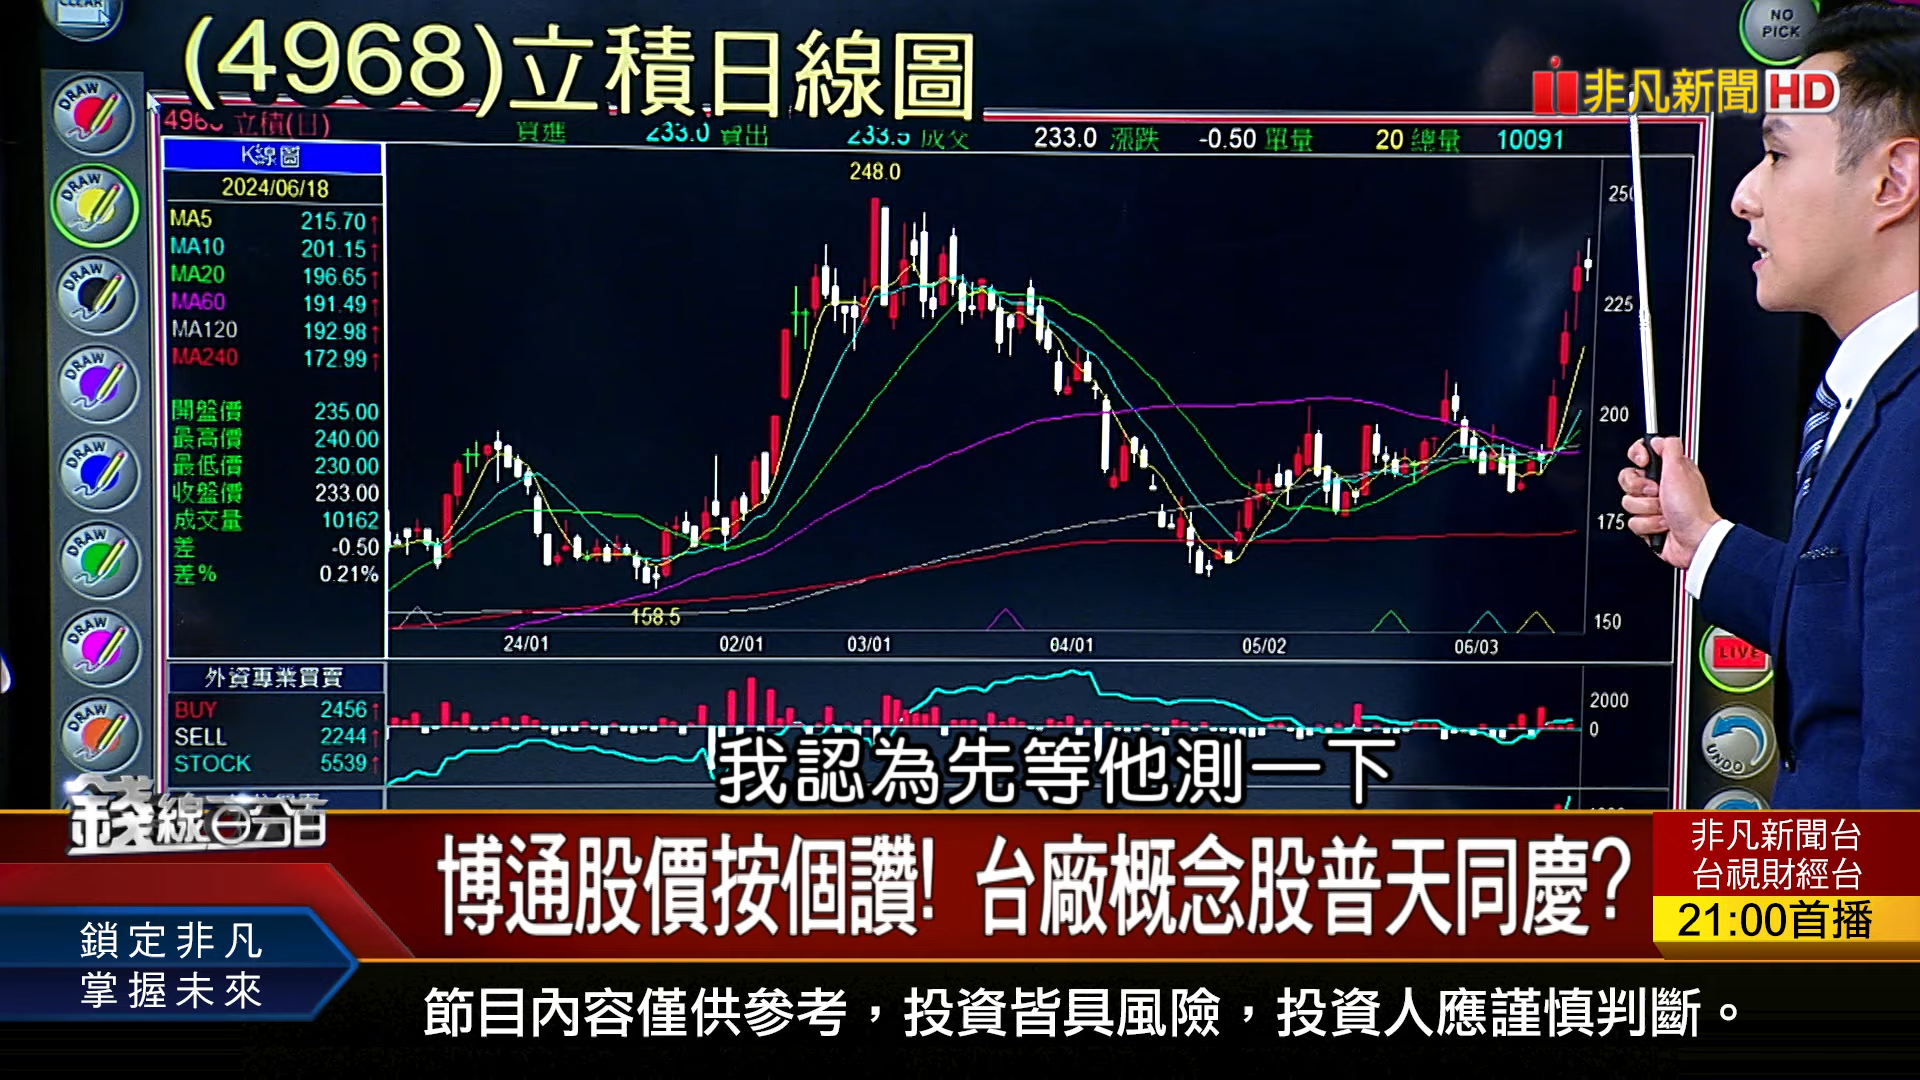 CLEAR
(4968)立積日線圖
NO
PICK
非凡新聞HD
DRAW
4968 立積(日)
買進 233.0 賣出 233.5 成交 233.0 漲跌 -0.50 單量 20 總量 10091
K線圖
248.0
2024/06/18
250
DRAW
MA5 215.70↑
MA10 201.15↑
MA20 196.65↑
DRAW
MA60 191.49↑
225
MA120 192.98↑
MA240 172.99↑
DRAW
開盤價 235.00
200
最高價 240.00
DRAW
最低價 230.00
收盤價 233.00
成交量 10162
175
DRAW
差 -0.50
差% 0.21%
158.5
150
DRAW
24/01 02/01 03/01 04/01 05/02 06/03
LIVE
外資專業買賣
DRAW
BUY 2456↑
2000
SELL 2244↑
0
STOCK 5539↑
UNDO
我認為先等他測一下
錢線百分百
博通股價按個讚! 台廠概念股普天同慶?
非凡新聞台
台視財經台
21:00首播
鎖定非凡
掌握未來
節目內容僅供參考，投資皆具風險，投資人應謹慎判斷。